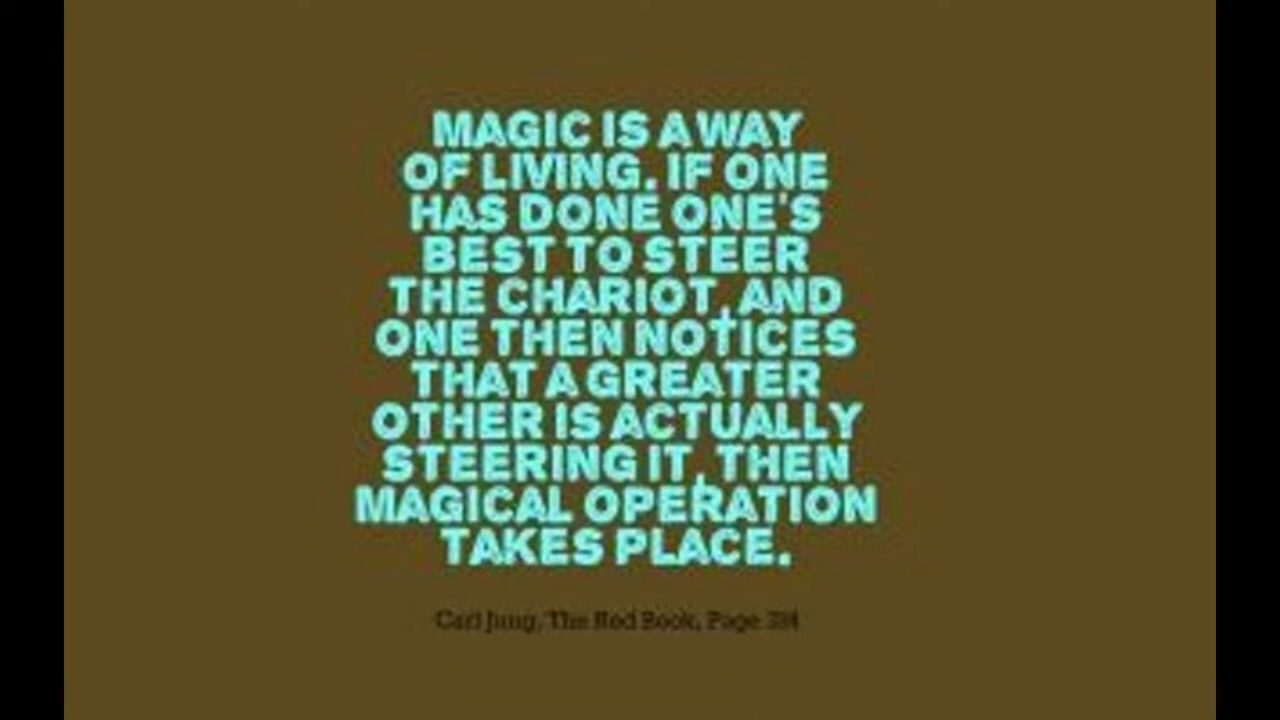 MAGIC IS A WAY
OF LIVING. IF ONE
HAS DONE ONE'S
BEST TO STEER
THE CHARIOT, AND
ONE THEN NOTICES
THAT A GREATER
OTHER IS ACTUALLY
STEERING IT, THEN
MAGICAL OPERATION
TAKES PLACE.
Carl Jung, The Red Book, Page